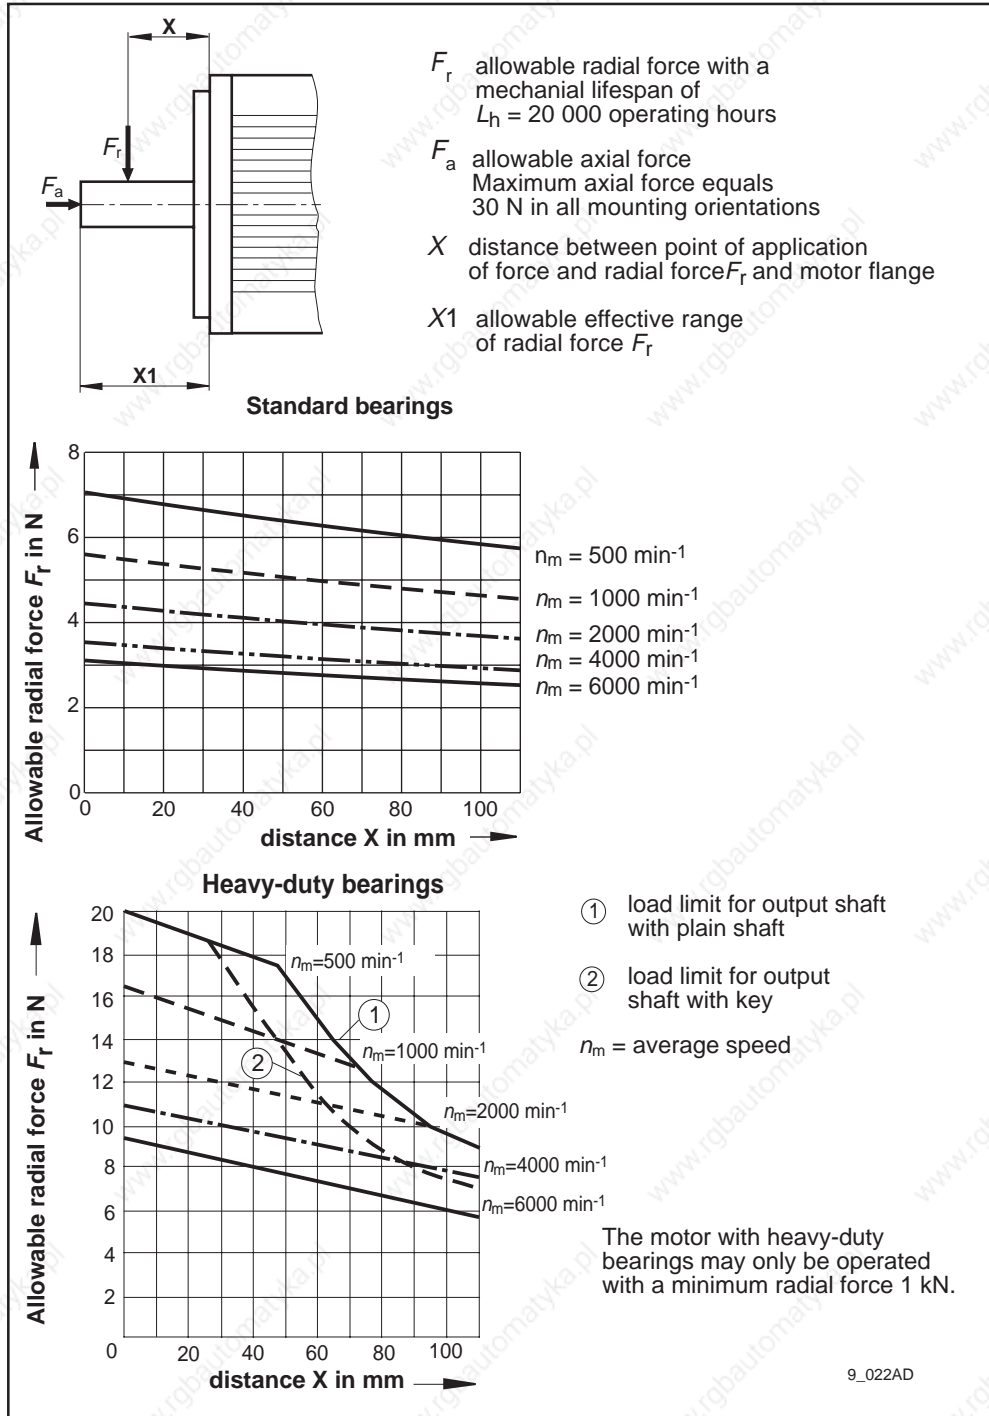 X
Fr
Fa
X1
Fr allowable radial force with a
mechanial lifespan of
Lh = 20 000 operating hours
Fa allowable axial force
Maximum axial force equals
30 N in all mounting orientations
X distance between point of application
of force and radial forceFr and motor flange
X1 allowable effective range
of radial force Fr
Standard bearings
Allowable radial force Fr in N
8
6
4
2
0
0 20 40 60 80 100
distance X in mm
nm = 500 min-1
nm = 1000 min-1
nm = 2000 min-1
nm = 4000 min-1
nm = 6000 min-1
Heavy-duty bearings
Allowable radial force Fr in N
20
18
16
14
12
10
8
6
4
2
0 20 40 60 80 100
distance X in mm
nm=500 min-1
1
nm=1000 min-1
2
nm=2000 min-1
nm=4000 min-1
nm=6000 min-1
1 load limit for output shaft
with plain shaft
2 load limit for output
shaft with key
nm = average speed
The motor with heavy-duty
bearings may only be operated
with a minimum radial force 1 kN.
9_022AD
www.rgbautomatyka.pl